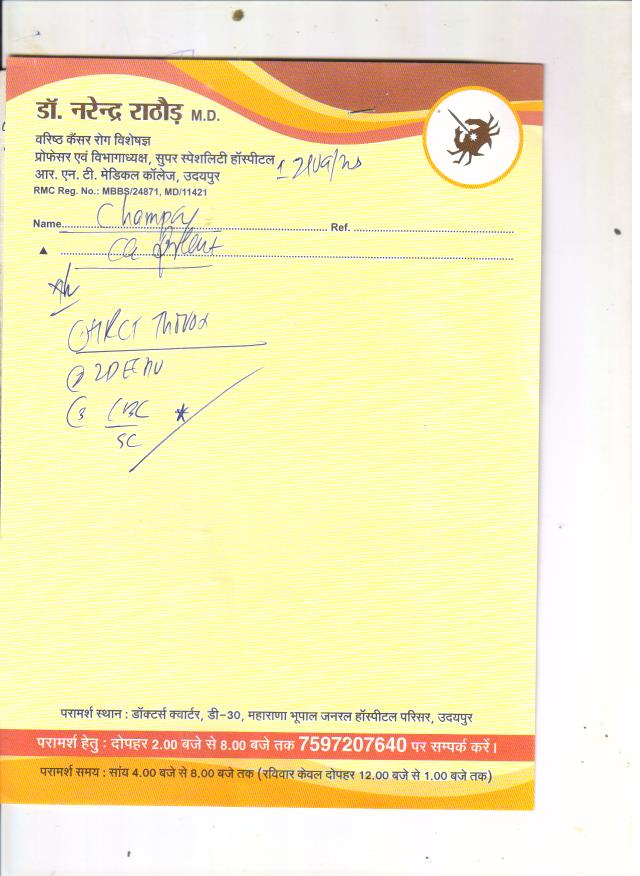 डॉ. नरेन्द्र राठौड़ M.D.
वरिष्ठ कैंसर रोग विशेषज्ञ
प्रोफेसर एवं विभागाध्यक्ष, सुपर स्पेशलिटी हॉस्पीटल
आर. एन. टी. मेडिकल कॉलेज, उदयपुर
RMC Reg. No.: MBBS/24871, MD/11421
Name Champa Ref.
Ca
HRCT Thorax
CBC
SC
परामर्श स्थान : डॉक्टर्स क्वार्टर, डी-30, महाराणा भूपाल जनरल हॉस्पीटल परिसर, उदयपुर
परामर्श हेतु : दोपहर 2.00 बजे से 8.00 बजे तक 7597207640 पर सम्पर्क करें।
परामर्श समय : सांय 4.00 बजे से 8.00 बजे तक (रविवार केवल दोपहर 12.00 बजे से 1.00 बजे तक)